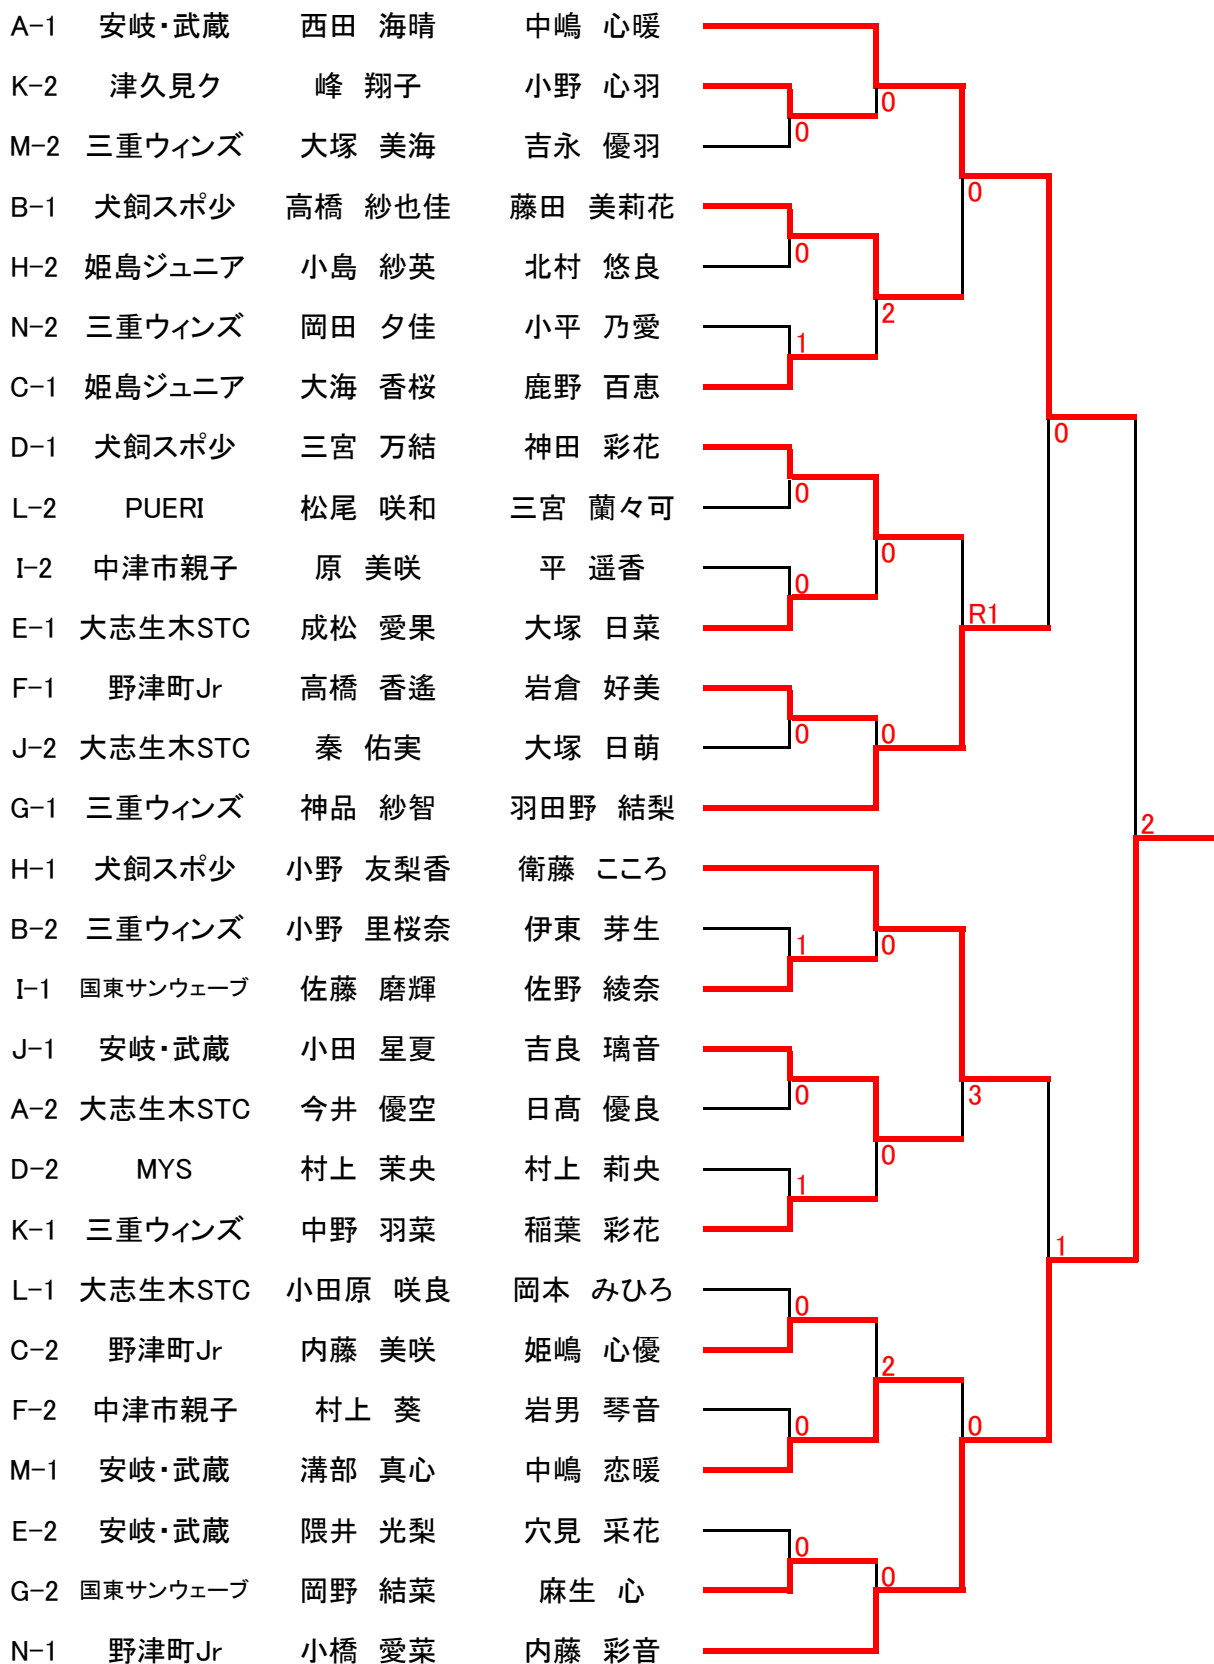 A-1 安岐・武蔵 西田 海晴 中嶋 心暖
K-2 津久見ク 峰 翔子 小野 心羽 0
0
M-2 三重ウィンズ 大塚 美海 吉永 優羽
B-1 犬飼スポ少 高橋 紗也佳 藤田 美莉花 0
H-2 姫島ジュニア 小島 紗英 北村 悠良 0
N-2 三重ウィンズ 岡田 夕佳 小平 乃愛 2
1
C-1 姫島ジュニア 大海 香桜 鹿野 百恵
D-1 犬飼スポ少 三宮 万結 神田 彩花 0
L-2 PUERI 松尾 咲和 三宮 蘭々可 0
I-2 中津市親子 原 美咲 平 遥香 0
0
E-1 大志生木STC 成松 愛果 大塚 日菜 R1
F-1 野津町Jr 高橋 香遙 岩倉 好美
J-2 大志生木STC 秦 佑実 大塚 日萌 0 0
G-1 三重ウィンズ 神品 紗智 羽田野 結梨
2
H-1 犬飼スポ少 小野 友梨香 衛藤 こころ
B-2 三重ウィンズ 小野 里桜奈 伊東 芽生 1 0
I-1 国東サンウェーブ 佐藤 磨輝 佐野 綾奈
J-1 安岐・武蔵 小田 星夏 吉良 璃音
A-2 大志生木STC 今井 優空 日髙 優良 0 3
D-2 MYS 村上 茉央 村上 莉央 0
1
K-1 三重ウィンズ 中野 羽菜 稲葉 彩花
1
L-1 大志生木STC 小田原 咲良 岡本 みひろ 0
C-2 野津町Jr 内藤 美咲 姫嶋 心優 2
F-2 中津市親子 村上 葵 岩男 琴音 0 0
M-1 安岐・武蔵 溝部 真心 中嶋 恋暖
E-2 安岐・武蔵 隈井 光梨 穴見 采花 0
G-2 国東サンウェーブ 岡野 結菜 麻生 心 0
N-1 野津町Jr 小橋 愛菜 内藤 彩音